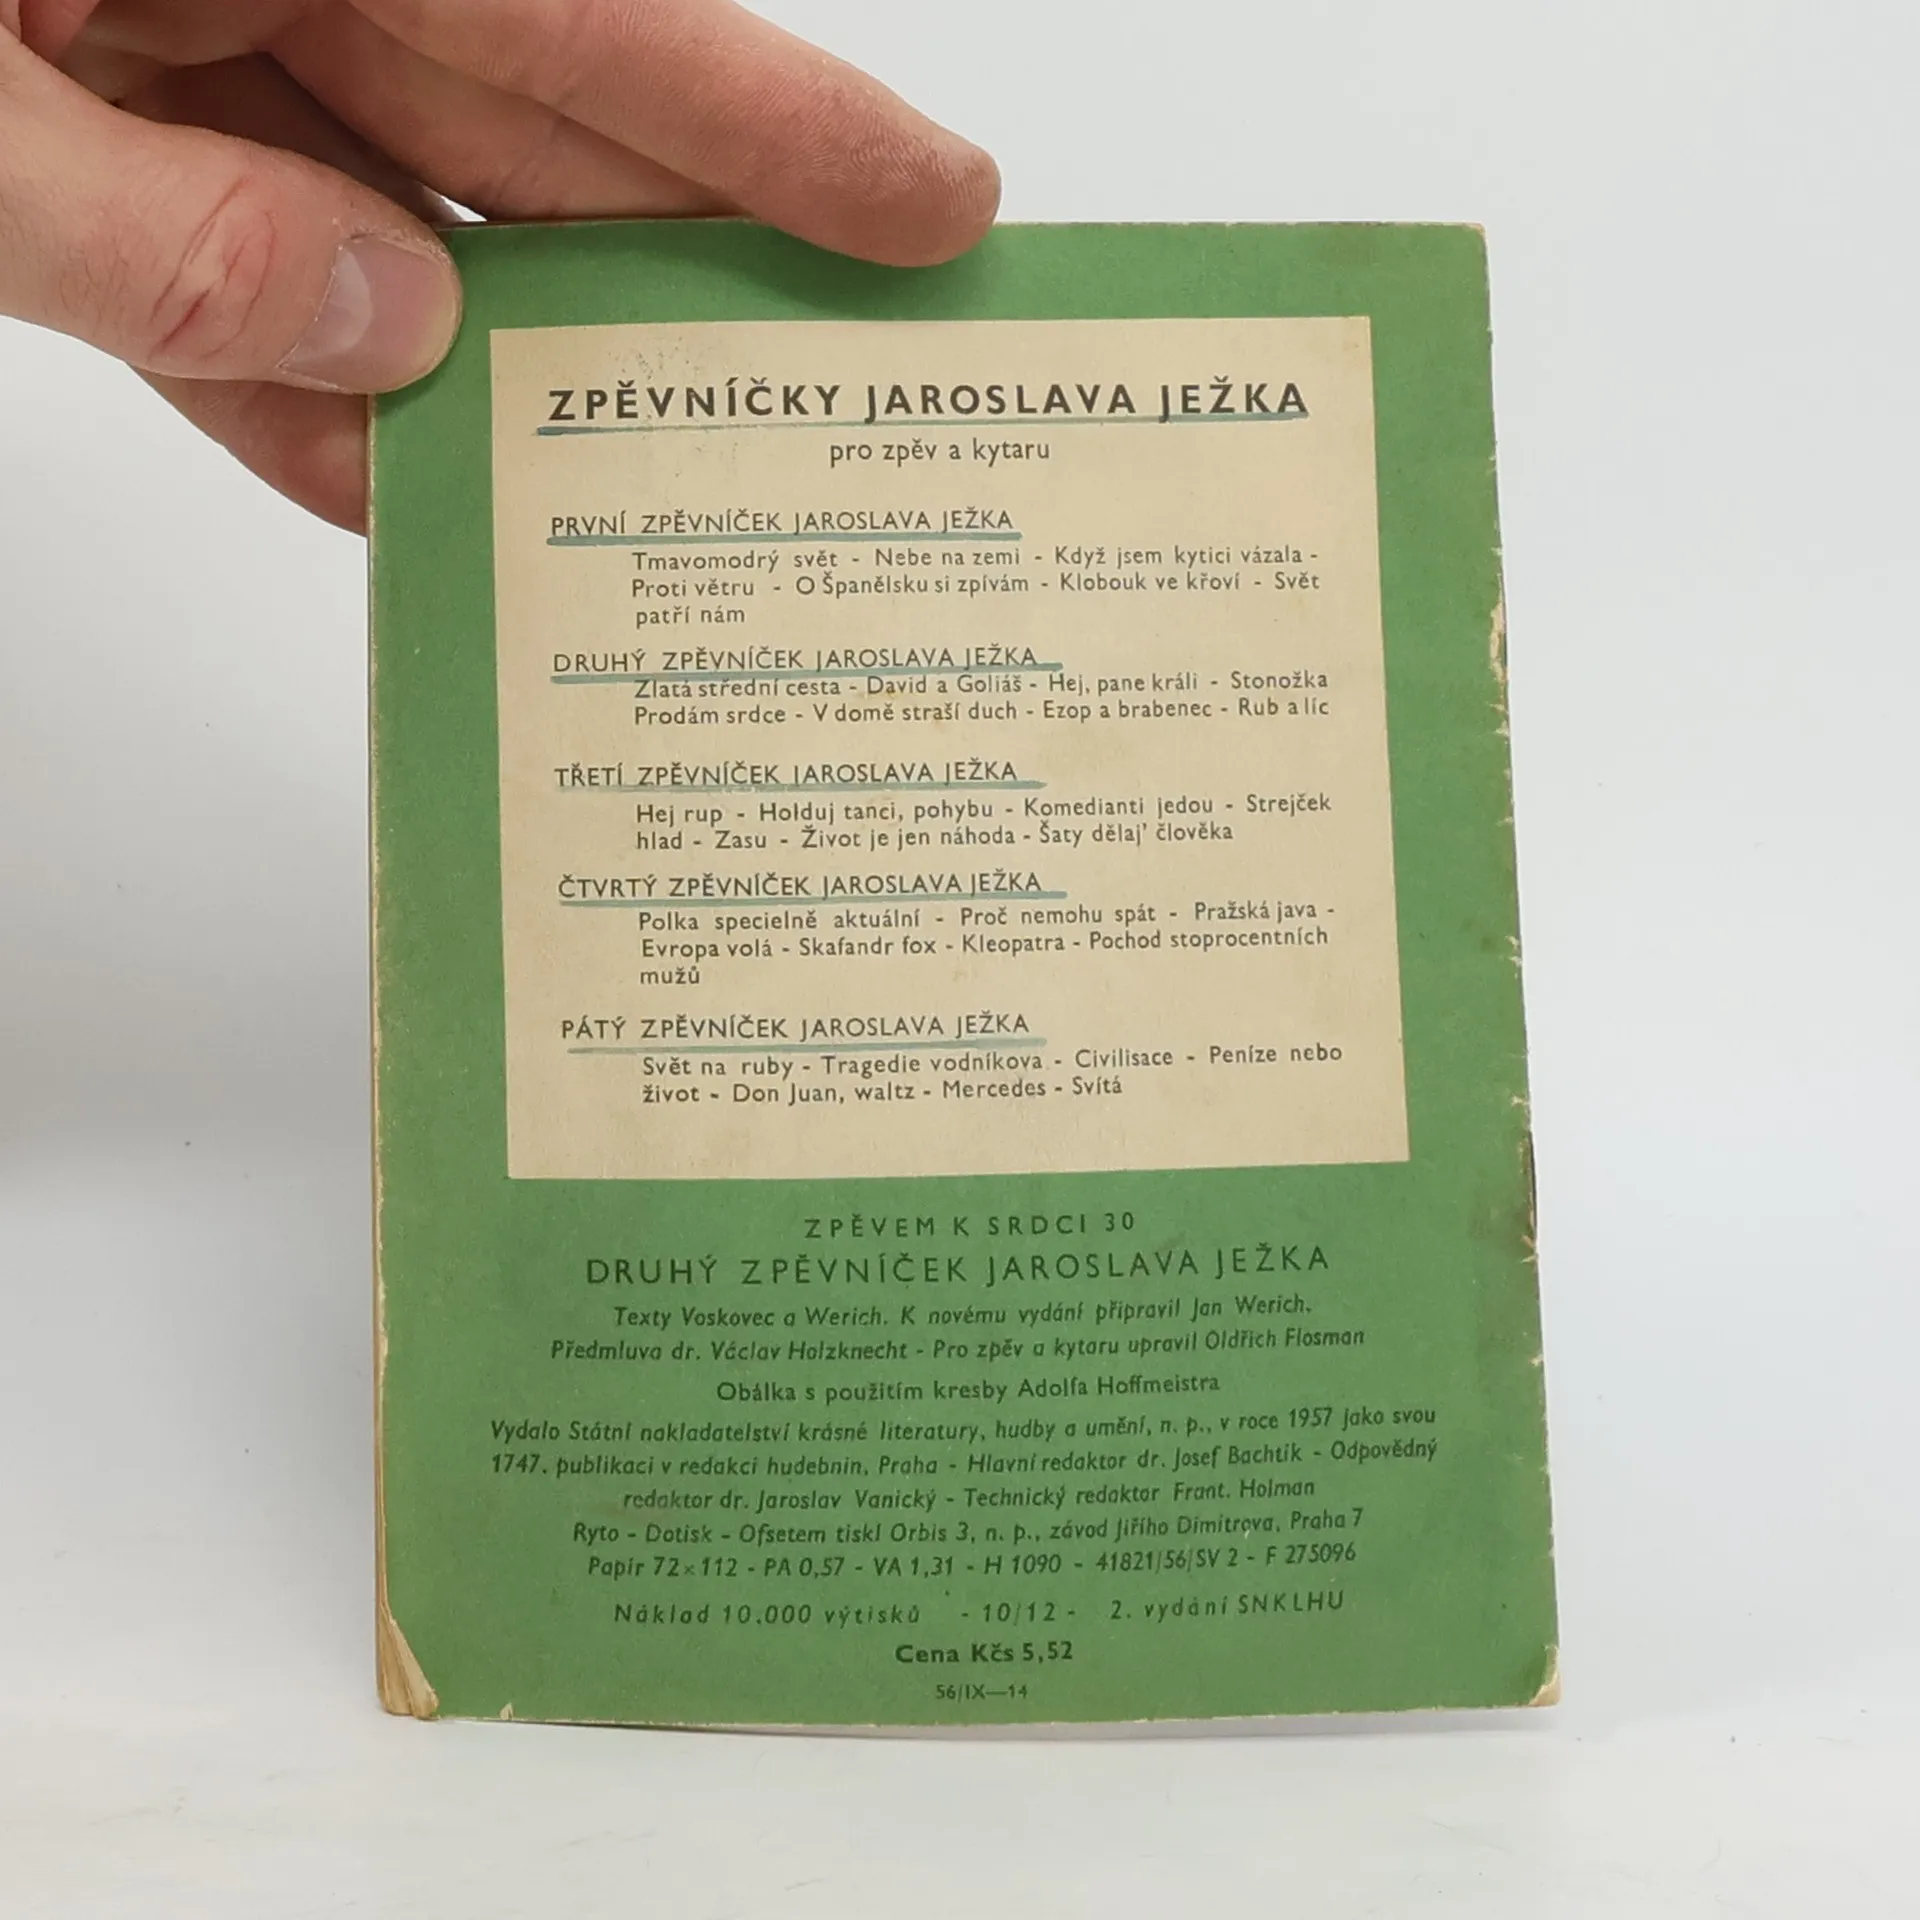 ZPĚVNÍČKY JAROSLAVA JEŽKA
pro zpěv a kytaru
PRVNÍ ZPĚVNÍČEK JAROSLAVA JEŽKA
Tmavomodrý svět - Nebe na zemi - Když jsem kytici vázala -
Proti větru - O Španělsku si zpívám - Klobouk ve křoví - Svět
patří nám
DRUHÝ ZPĚVNÍČEK JAROSLAVA JEŽKA
Zlatá střední cesta - David a Goliáš - Hej, pane králi - Stonožka
Prodám srdce - V domě straší duch - Ezop a brabenec - Rub a líc
TŘETÍ ZPĚVNÍČEK JAROSLAVA JEŽKA
Hej rup - Holduj tanci, pohybu - Komedianti jedou - Strejček
hlad - Zasu - Život je jen náhoda - Šaty dělaj' člověka
ČTVRTÝ ZPĚVNÍČEK JAROSLAVA JEŽKA
Polka specielně aktuální - Proč nemohu spát - Pražská java -
Evropa volá - Skafandr fox - Kleopatra - Pochod stoprocentních
mužů
PÁTÝ ZPĚVNÍČEK JAROSLAVA JEŽKA
Svět na ruby - Tragedie vodníkova - Civilisace - Peníze nebo
život - Don Juan, waltz - Mercedes - Svítá
ZPĚVEM K SRDCI 30
DRUHÝ ZPĚVNÍČEK JAROSLAVA JEŽKA
Texty Voskovec a Werich. K novému vydání připravil Jan Werich.
Předmluva dr. Václav Holzknecht - Pro zpěv a kytaru upravil Oldřich Flosman
Obálka s použitím kresby Adolfa Hoffmeistra
Vydalo Státní nakladatelství krásné literatury, hudby a umění, n. p., v roce 1957 jako svou
1747. publikaci v redakci hudebnin, Praha - Hlavní redaktor dr. Josef Bachtík - Odpovědný
redaktor dr. Jaroslav Vanický - Technický redaktor Frant. Holman
Ryto - Dotisk - Ofsetem tiskl Orbis 3, n. p., závod Jiřího Dimitrova, Praha 7
Papír 72×112 - PA 0,57 - VA 1,31 - H 1090 - 41821/56/SV 2 - F 275096
Náklad 10.000 výtisků - 10/12 - 2. vydání SNKLHU
Cena Kčs 5,52
56/IX—14